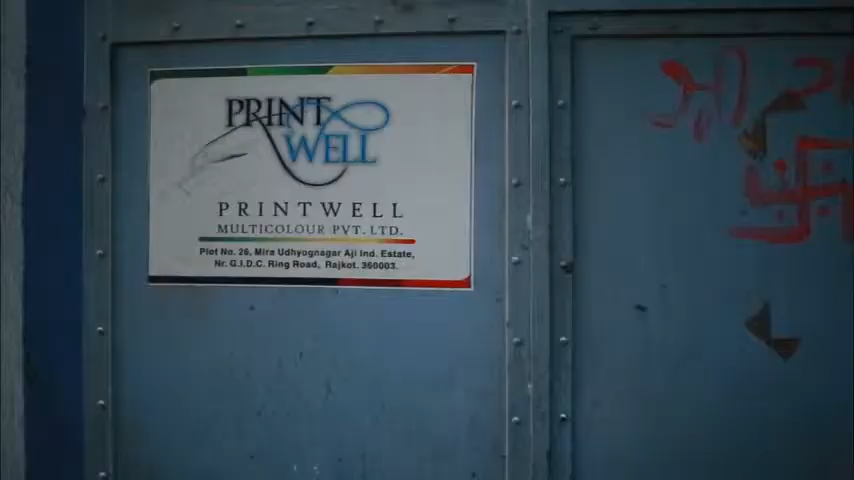 PRINT
WELL
PRINTWELL
MULTICOLOUR PVT. LTD.
Plot No. 26, Mira Udhyognagar Aji Ind. Estate,
Nr. G.I.D.C. Ring Road, Rajkot. 360003.